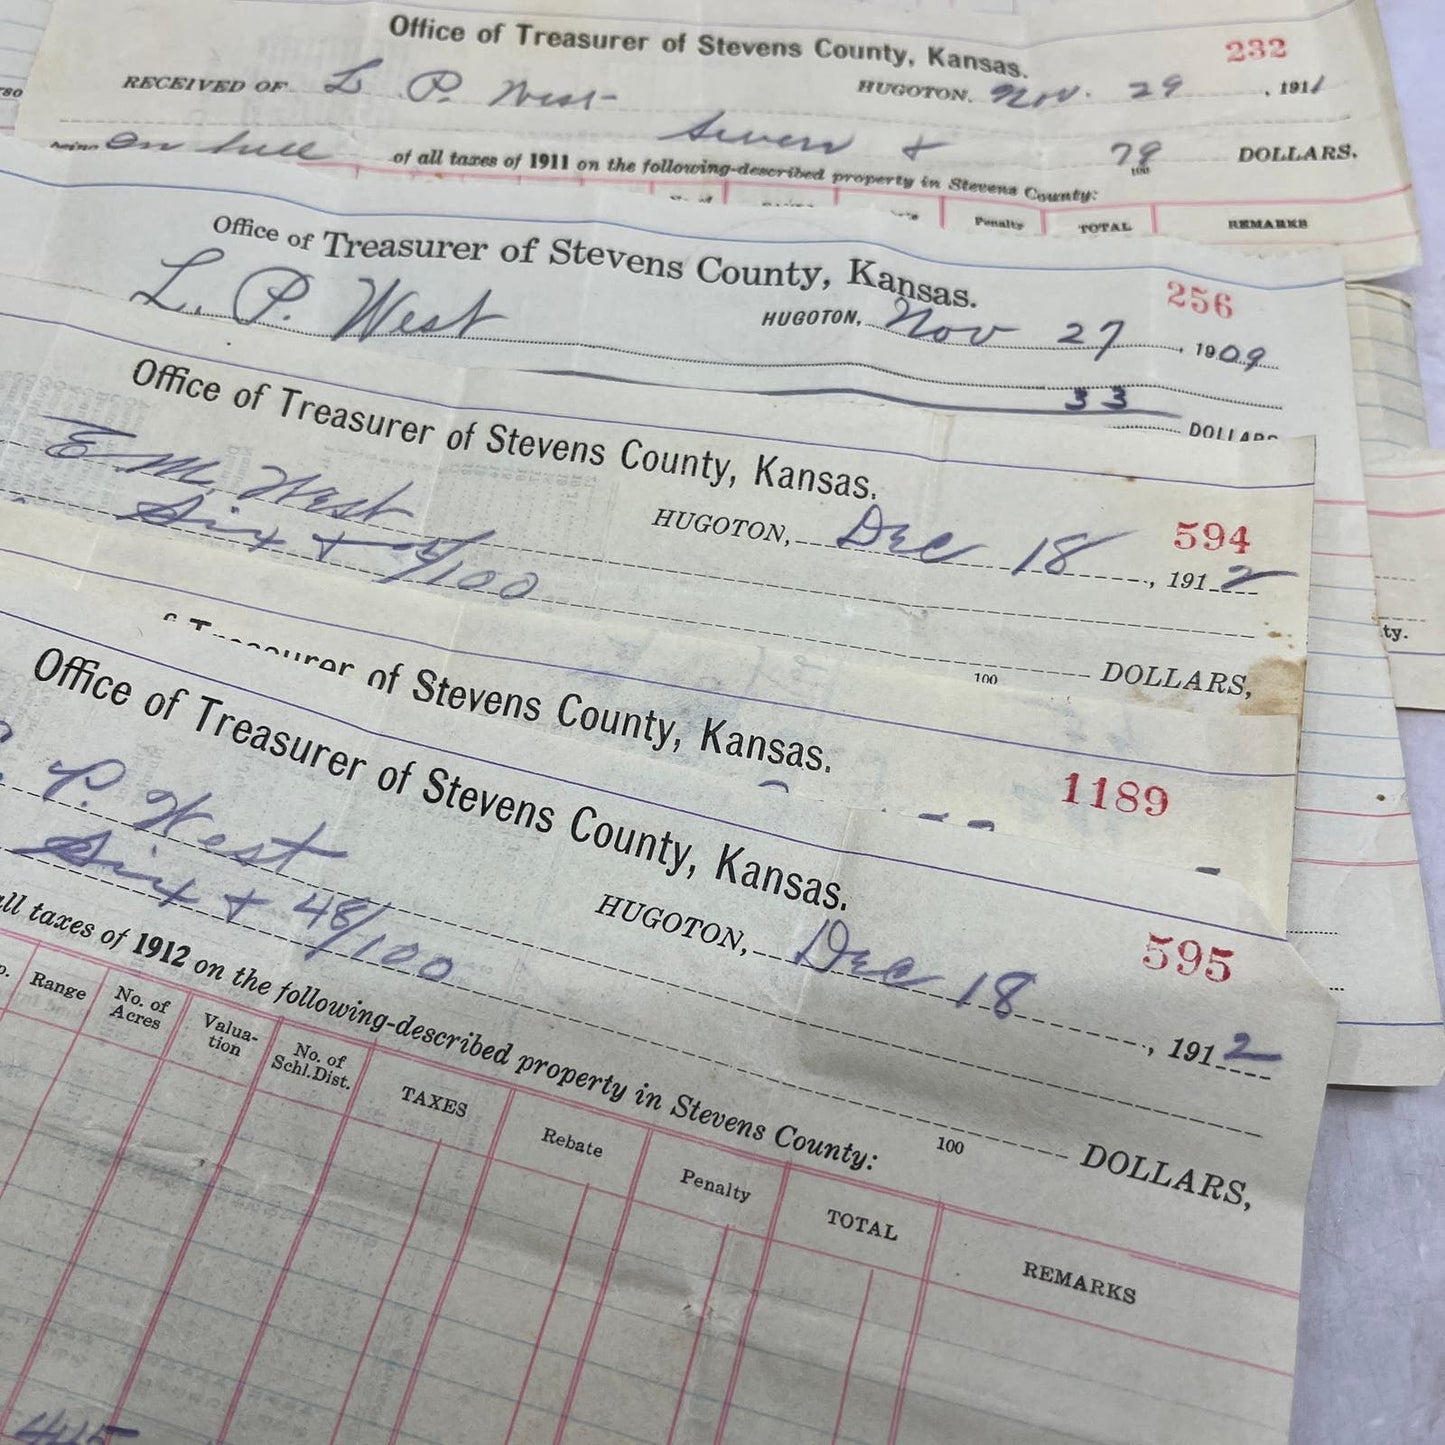 Office of Treasurer of Stevens County, Kansas.
232
RECEIVED OF L P. West HUGOTON, Nov. 29, 1911
Seven & 79/100 DOLLARS.
being in full of all taxes of 1911 on the following-described property in Stevens County:
Penalty TOTAL REMARKS
Office of Treasurer of Stevens County, Kansas.
256
L. P. West HUGOTON, Nov 27, 1909
33
Office of Treasurer of Stevens County, Kansas.
594
E. M. West HUGOTON, Dec 18, 1912
Six &
/100
100 DOLLARS,
ty.
of Stevens County, Kansas.
1189
Office of Treasurer of Stevens County, Kansas.
595
P. West HUGOTON, Dec 18, 1912
Six & 48/100
100 DOLLARS,
all taxes of 1912 on the following-described property in Stevens County:
Range No. of Acres Valua-tion No. of Schl.Dist. TAXES Rebate Penalty TOTAL REMARKS
445